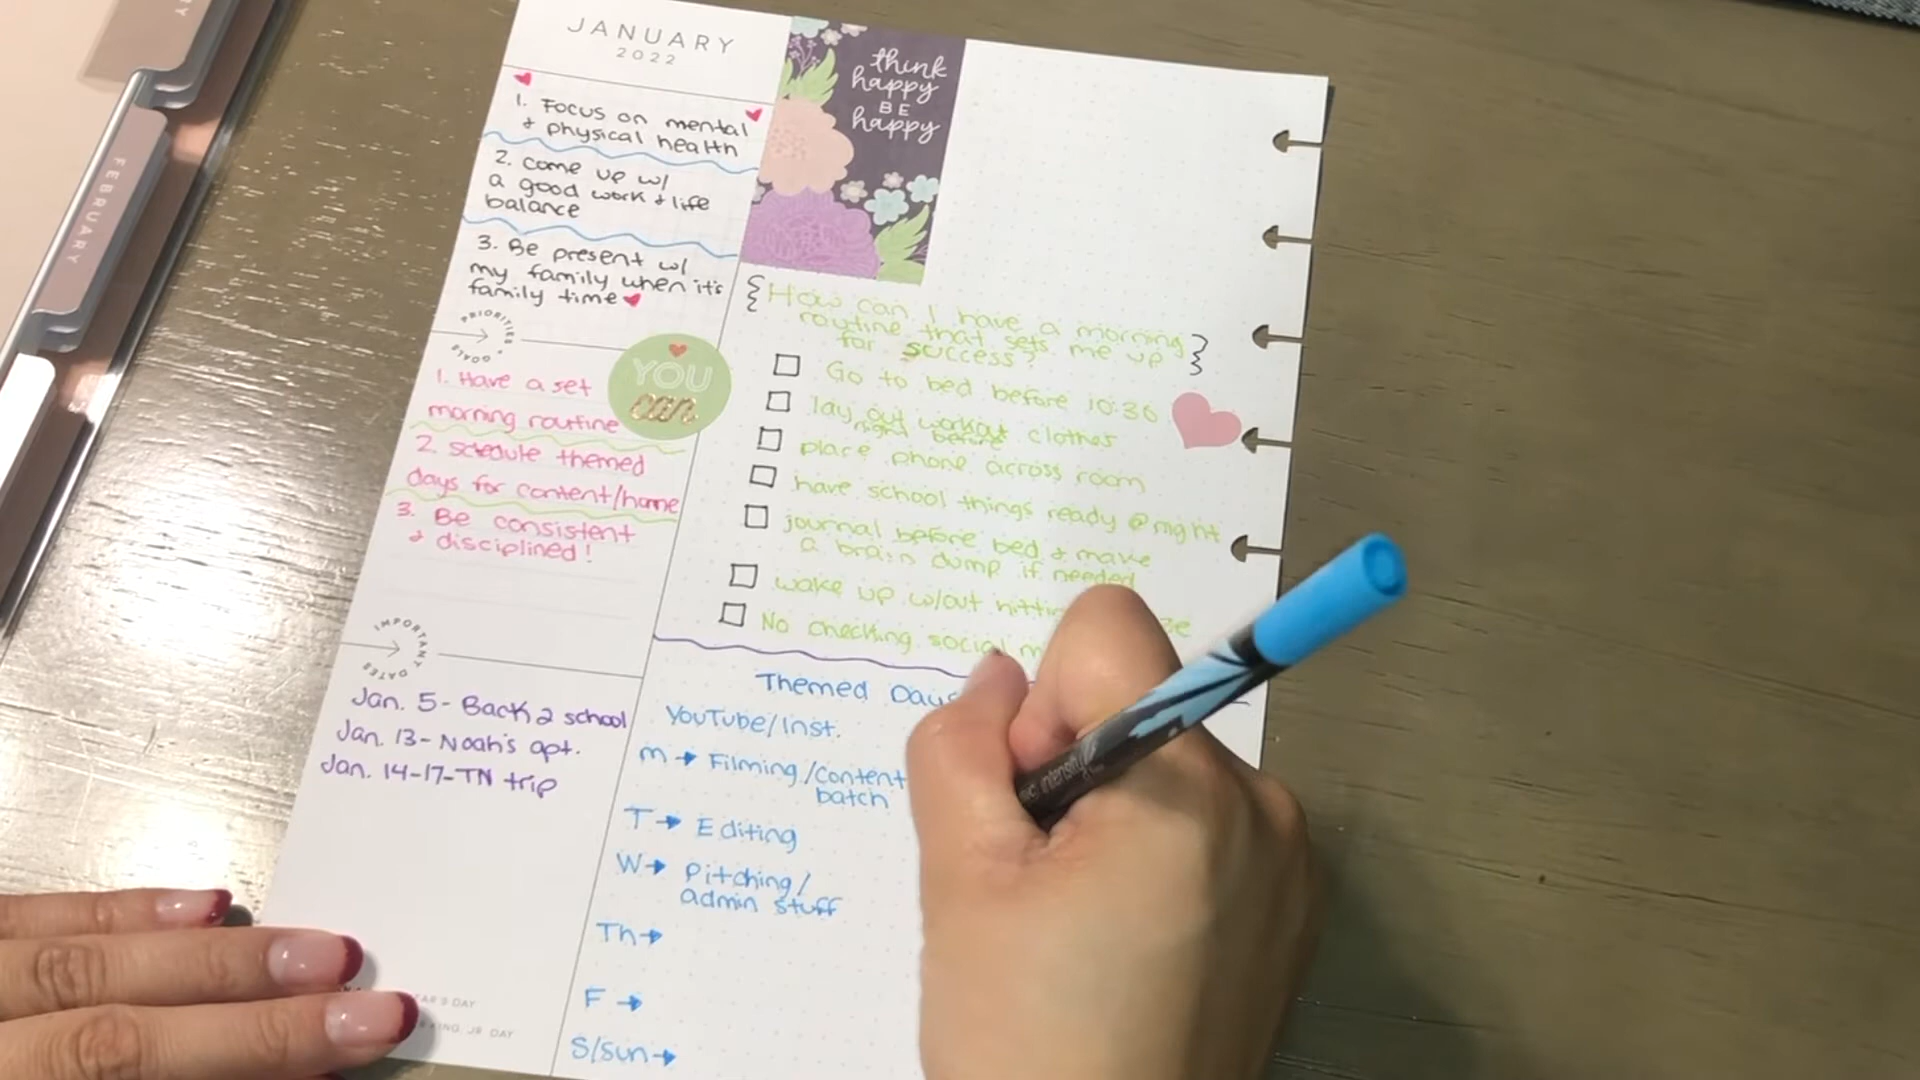 JANUARY
2022
1. Focus on mental
+ physical health
2. come up w/
a good work + life
balance
3. Be present w/
my family when it's
family time
PRIORITIES
+ GOALS
1. Have a set
morning routine
2. schedule themed
days for content/home
3. Be consistent
+ disciplined!
IMPORTANT
DATES
Jan. 5- Back 2 school
Jan. 13- Noah's apt.
Jan. 14-17-TN trip
DAY
KING, JR. DAY
FEBRUARY
think
happy
BE
happy
YOU
can
{How can I have a morning
routine that sets me up
for success?}
Go to bed before 10:30
lay out workout clothes
night before
place phone across room
have school things ready @ night
journal before bed + make
a brain dump if needed
wake up w/out
No checking social
Themed Days
YouTube/Inst.
M → Filming/content
batch
T → Editing
W → Pitching/
admin stuff
Th →
F →
S/sun →
intensity